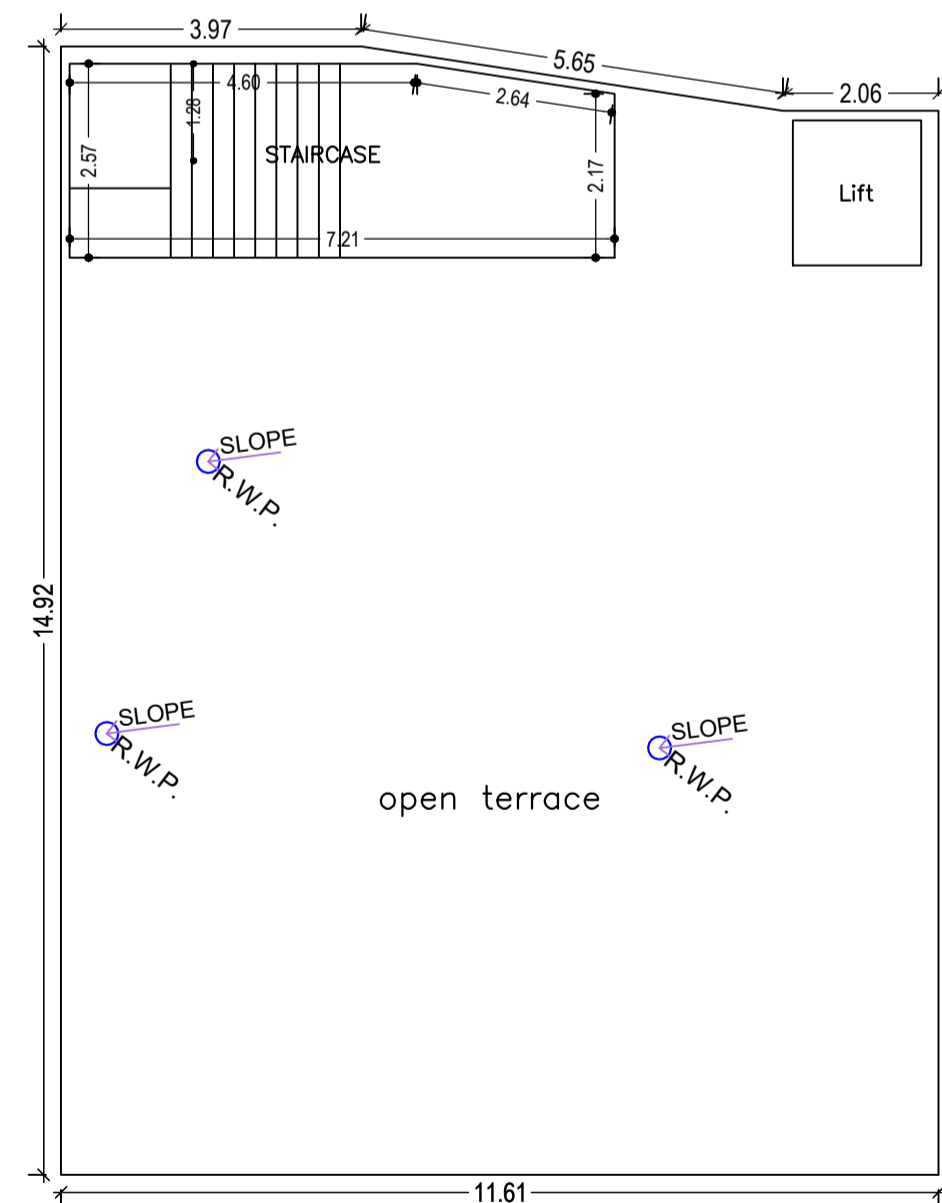 3.97
5.65
2.06
4.60
2.64
1.28
2.57
STAIRCASE
2.17
Lift
7.21
SLOPE
R.W.P.
14.92
SLOPE
R.W.P.
SLOPE
R.W.P.
open terrace
11.61